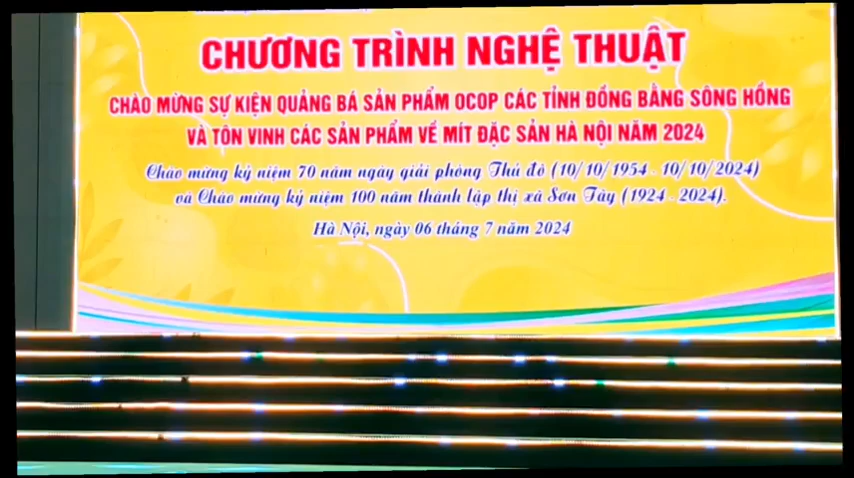 CHƯƠNG TRÌNH NGHỆ THUẬT
CHÀO MỪNG SỰ KIỆN QUẢNG BÁ SẢN PHẨM OCOP CÁC TỈNH ĐỒNG BẰNG SÔNG HỒNG
VÀ TÔN VINH CÁC SẢN PHẨM VỀ MÍT ĐẶC SẢN HÀ NỘI NĂM 2024
Chào mừng kỷ niệm 70 năm ngày giải phóng Thủ đô (10/10/1954 - 10/10/2024)
và Chào mừng kỷ niệm 100 năm thành lập thị xã Sơn Tây (1924 - 2024).
Hà Nội, ngày 06 tháng 7 năm 2024